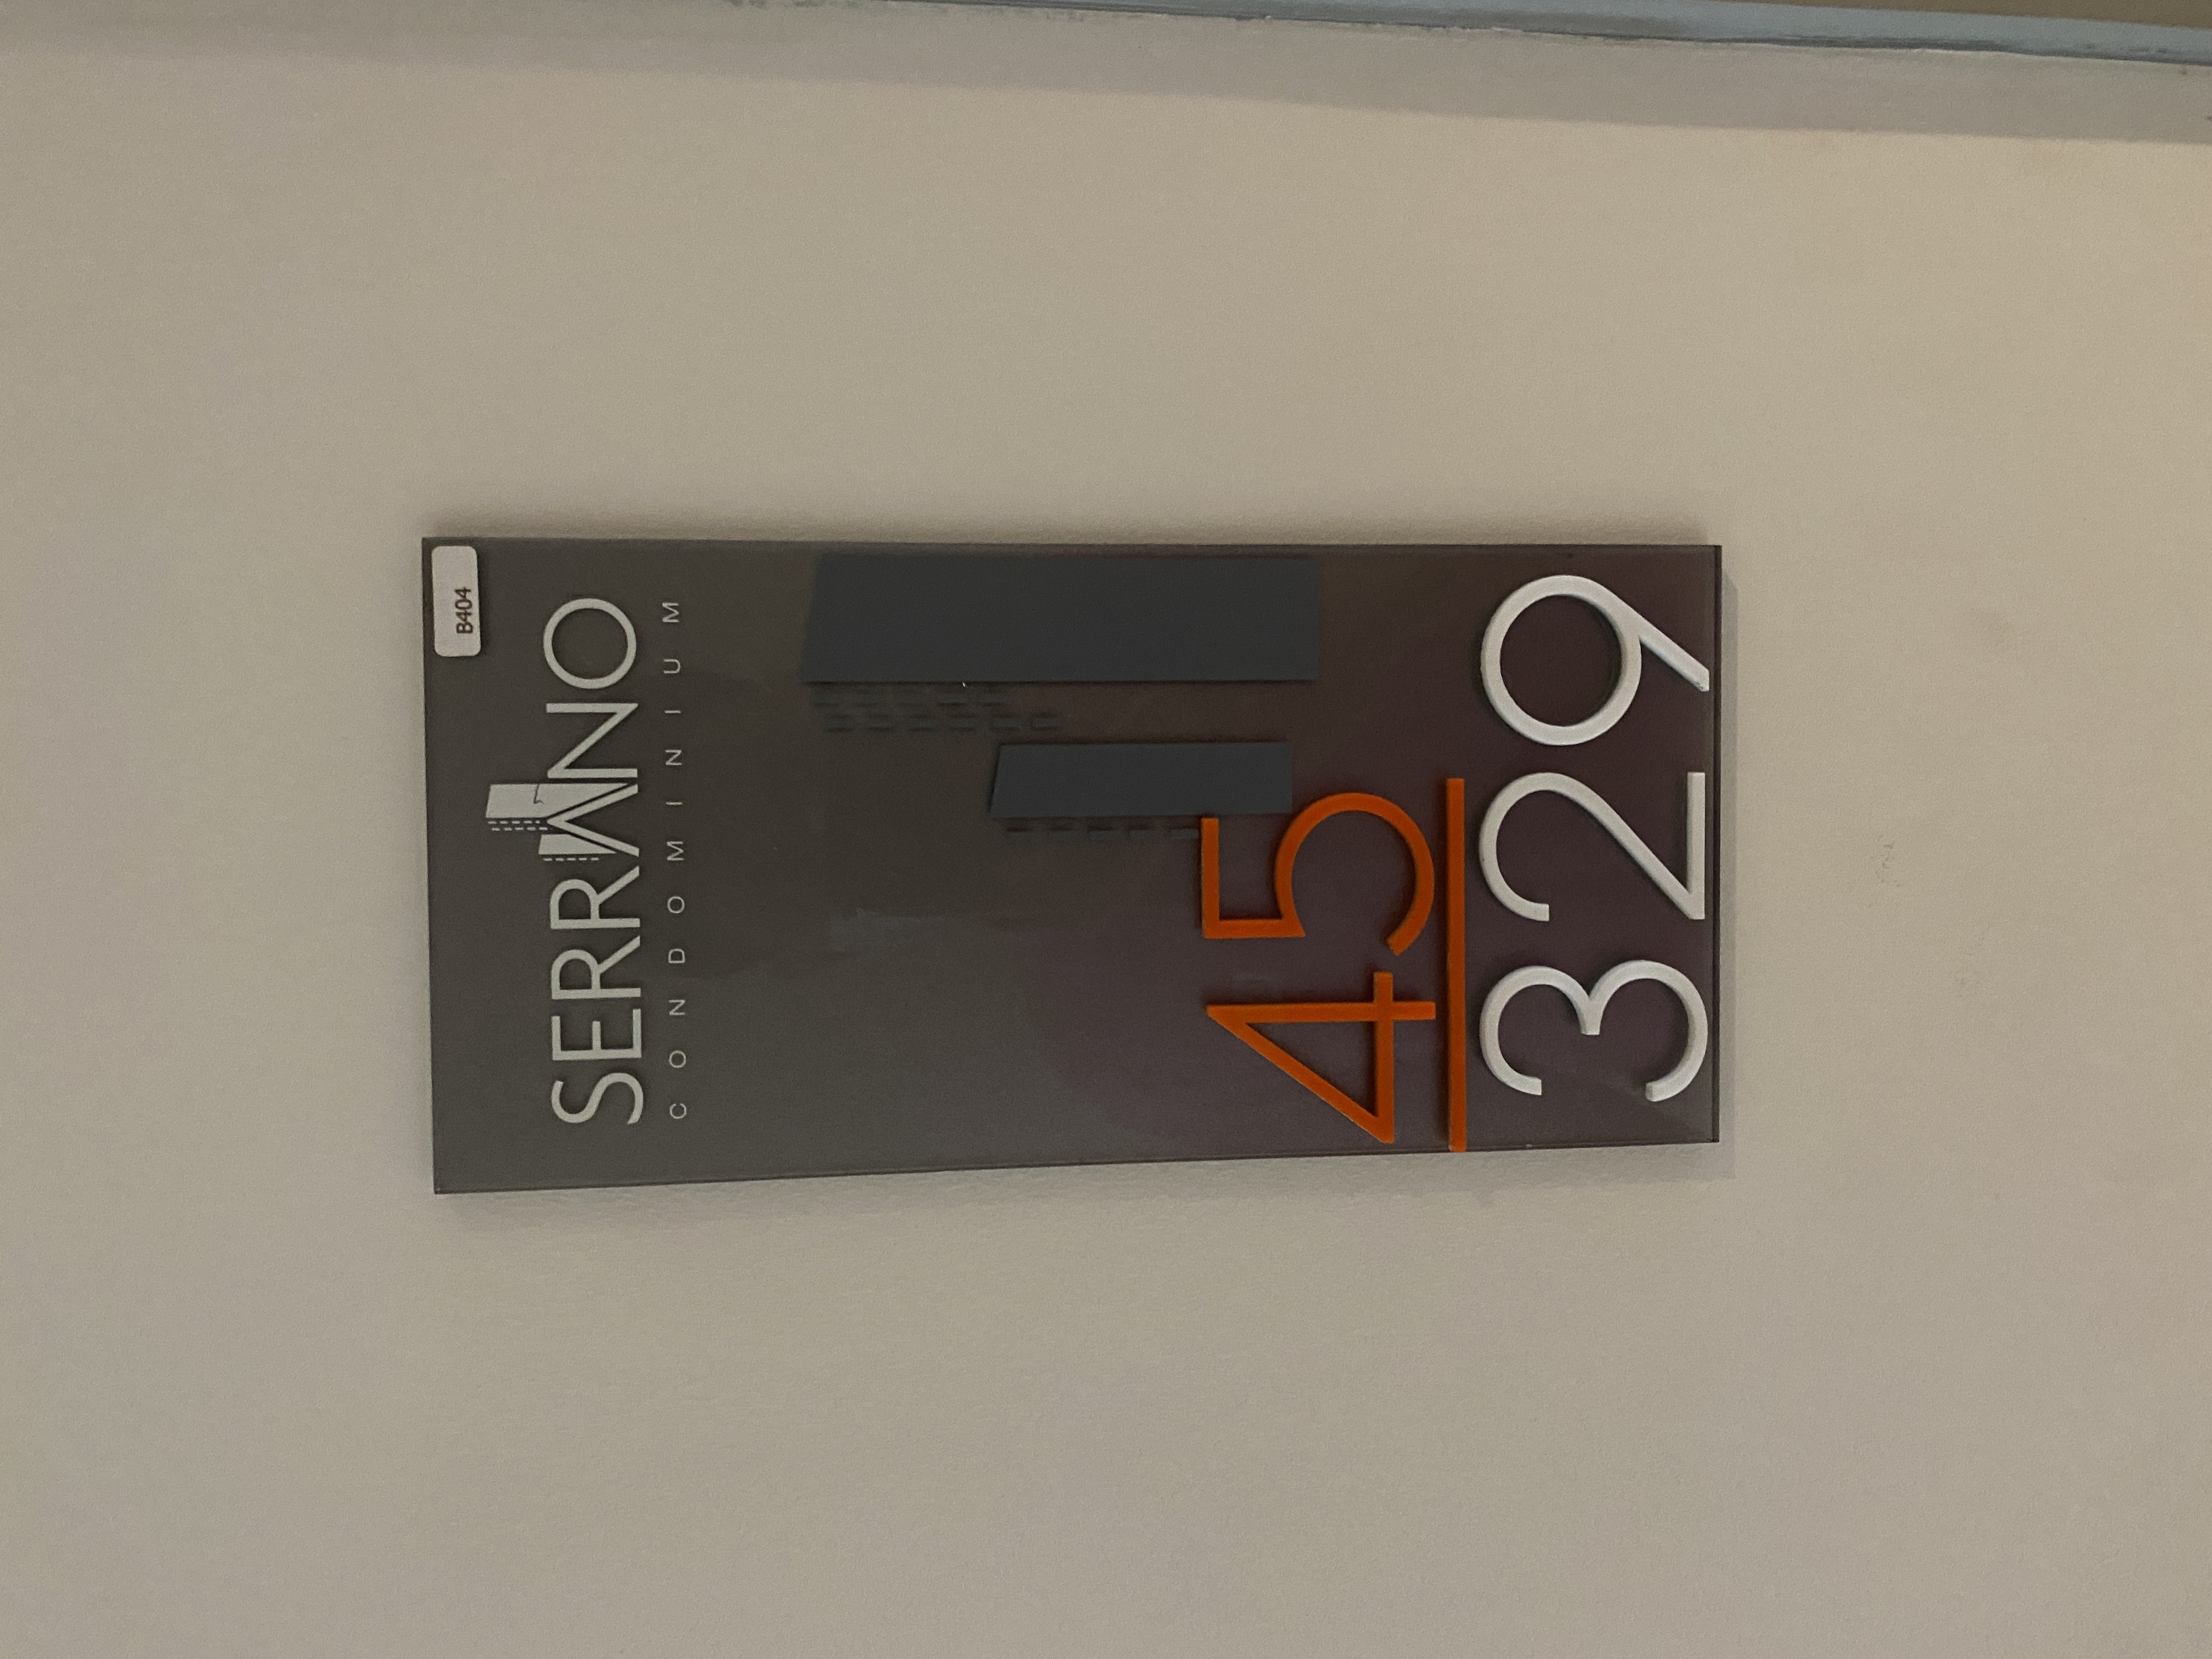 B404
SERRANO
CONDOMINIUM
45
329